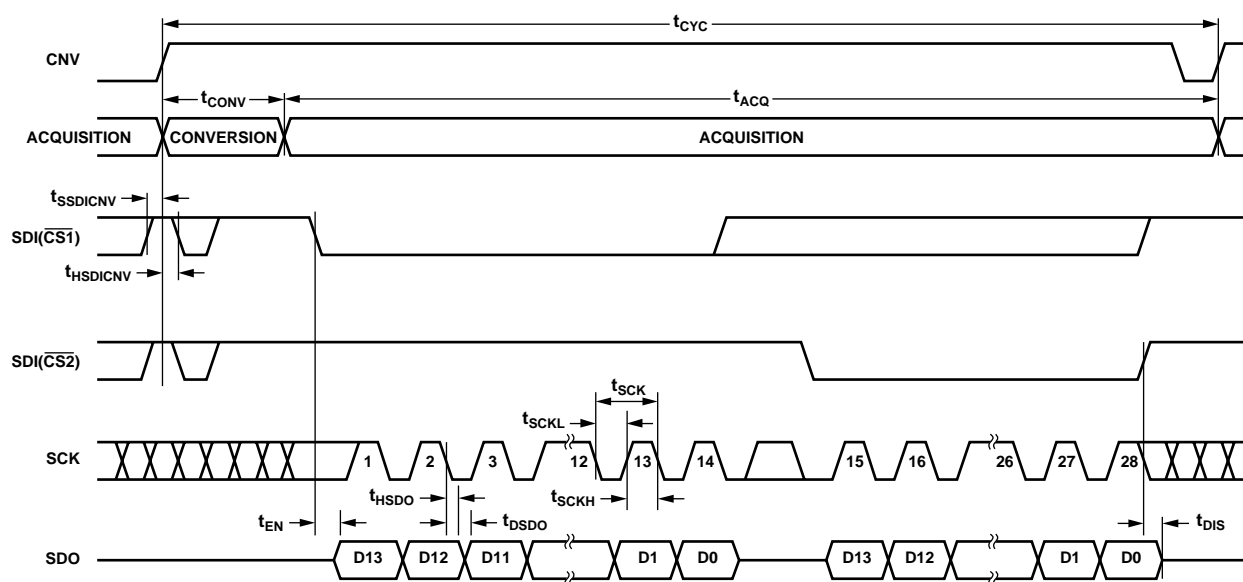 tCYC
CNV
tCONV
tACQ
ACQUISITION CONVERSION ACQUISITION
tSSDICNV
SDI(CS1)
tHSDICNV
SDI(CS2)
tSCK
tSCKL
SCK 1 2 3 12 13 14 15 16 26 27 28
tHSDO tSCKH
tEN tDSDO tDIS
SDO D13 D12 D11 D1 D0 D13 D12 D1 D0